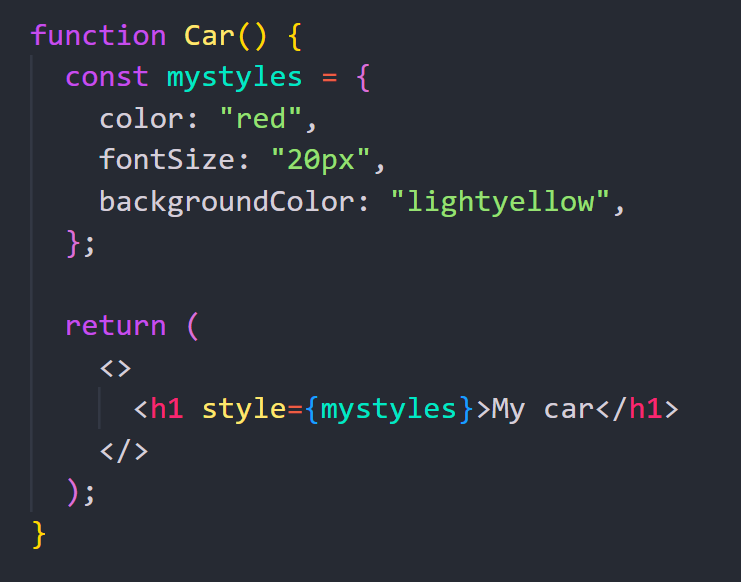 function Car() {
  const mystyles = {
    color: "red",
    fontSize: "20px",
    backgroundColor: "lightyellow",
  };

  return (
    <>
      <h1 style={mystyles}>My car</h1>
    </>
  );
}